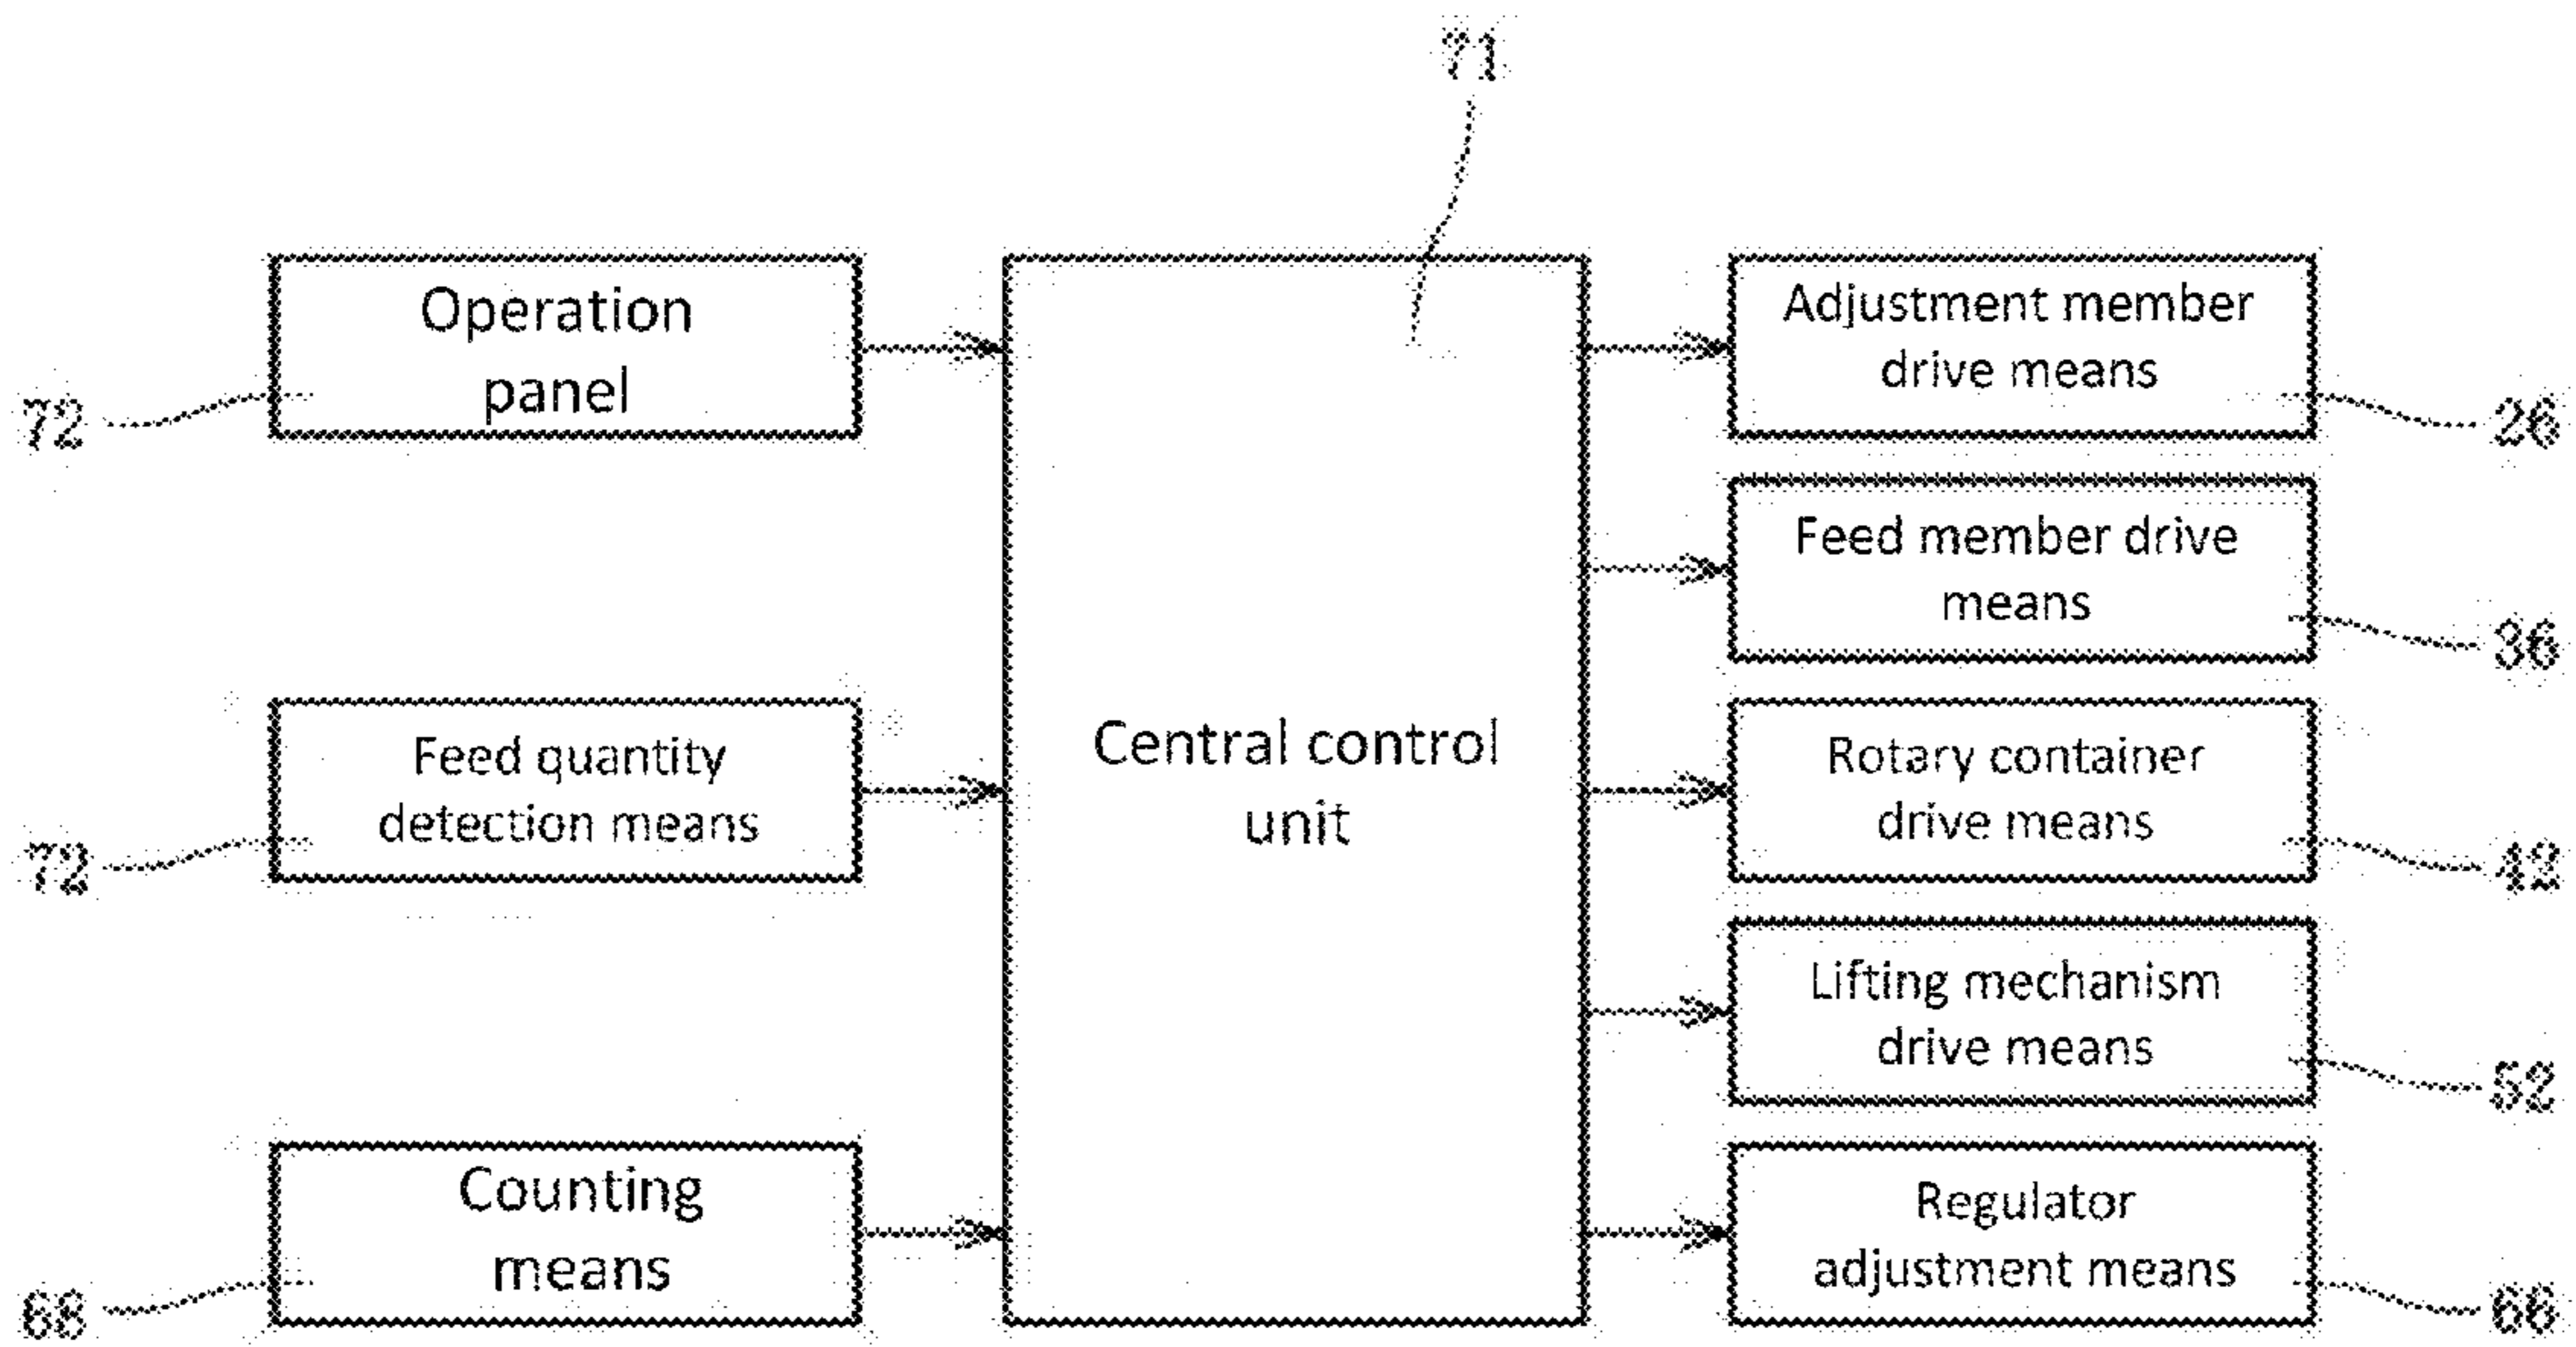 71
Operation
panel
72
Feed quantity
detection means
72
Counting
means
68
Central control
unit
Adjustment member
drive means
26
Feed member drive
means
36
Rotary container
drive means
42
Lifting mechanism
drive means
52
Regulator
adjustment means
66